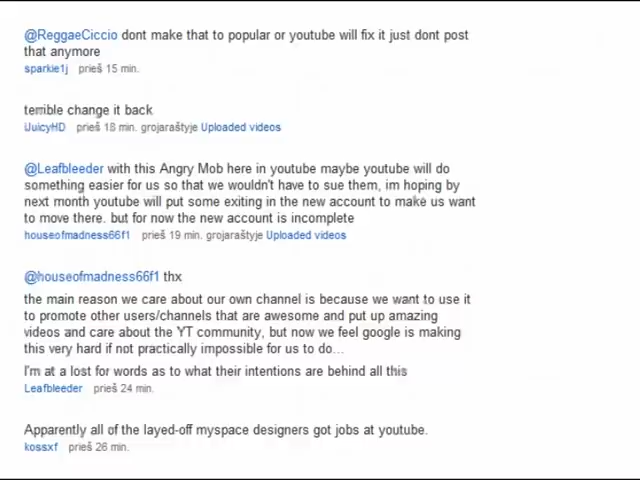 @ReggaeCiccio dont make that to popular or youtube will fix it just dont post
that anymore
sparkie1j prieš 15 min.
terrible change it back
iJuicyHD prieš 18 min. grojaraštyje Uploaded videos
@Leafbleeder with this Angry Mob here in youtube maybe youtube will do
something easier for us so that we wouldn't have to sue them, im hoping by
next month youtube will put some exiting in the new account to make us want
to move there. but for now the new account is incomplete
houseofmadness66f1 prieš 19 min. grojaraštyje Uploaded videos
@houseofmadness66f1 thx
the main reason we care about our own channel is because we want to use it
to promote other users/channels that are awesome and put up amazing
videos and care about the YT community, but now we feel google is making
this very hard if not practically impossible for us to do...
I'm at a lost for words as to what their intentions are behind all this
Leafbleeder prieš 24 min.
Apparently all of the layed-off myspace designers got jobs at youtube.
kossxf prieš 26 min.